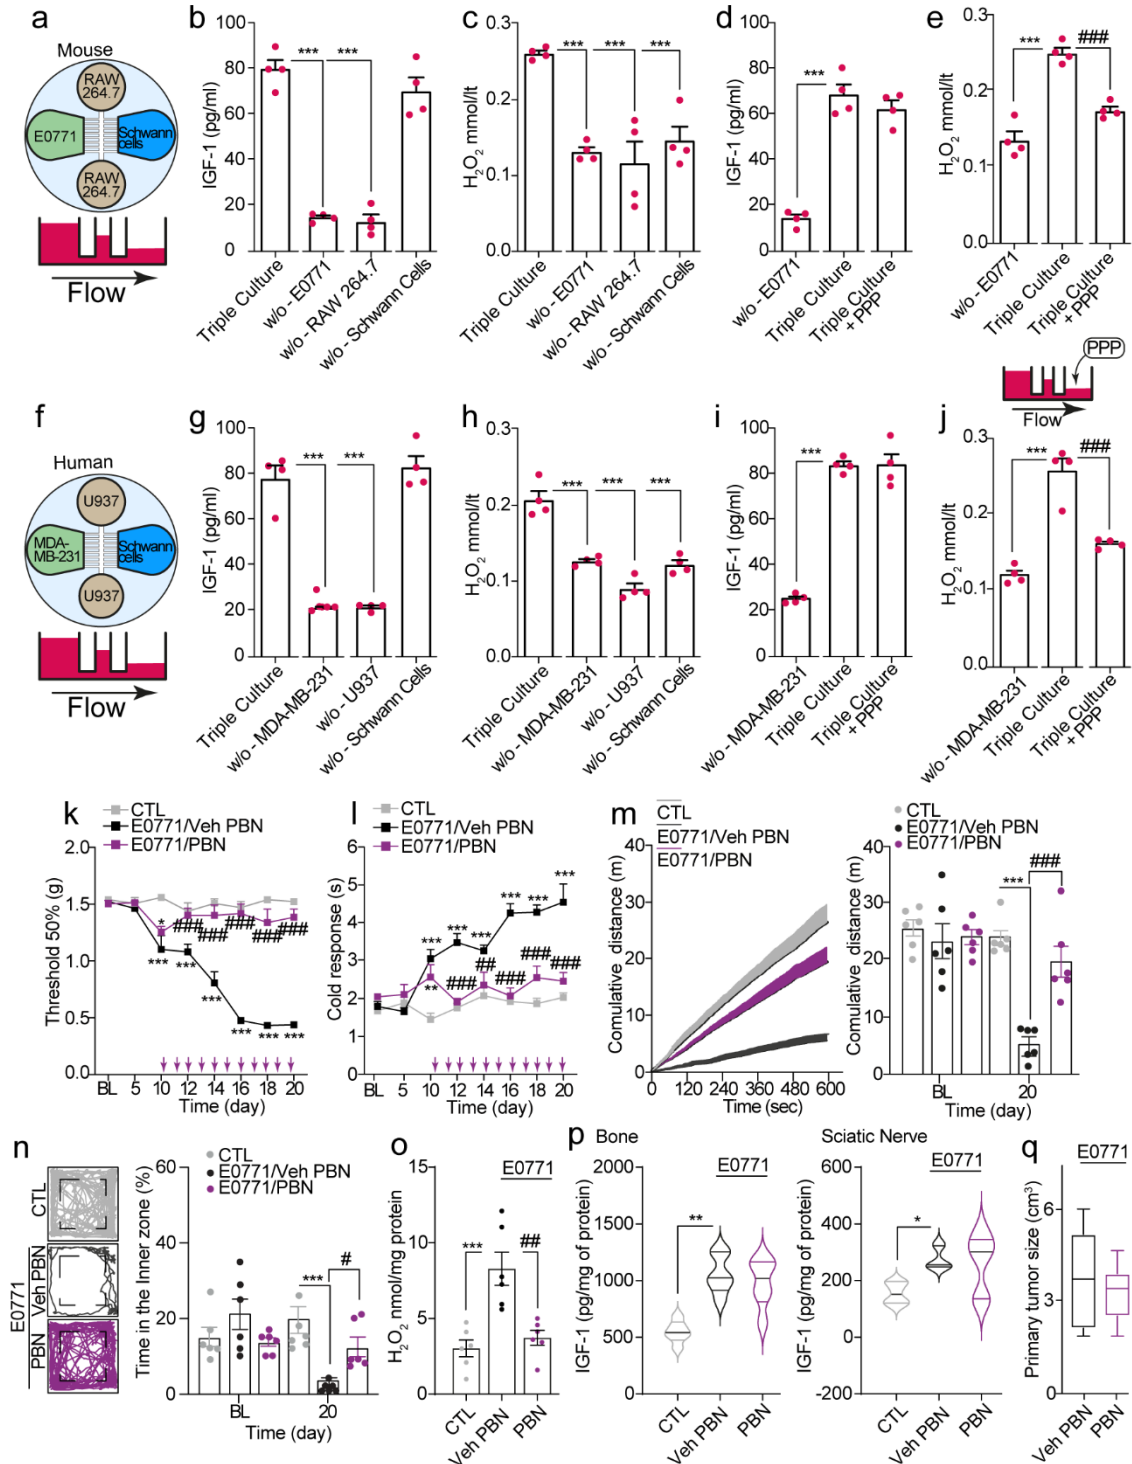 a
Mouse
RAW
264.7
E0771
Schwann
cells
RAW
264.7
Flow
b
IGF-1 (pg/ml)
100
80
60
40
20
0
***
***
Triple Culture
w/o - E0771
w/o - RAW 264.7
w/o - Schwann Cells
c
H2O2 mmol/lt
0.3
0.2
0.1
0.0
***
***
***
Triple Culture
w/o - E0771
w/o - RAW 264.7
w/o - Schwann Cells
d
IGF-1 (pg/ml)
100
80
60
40
20
0
***
w/o - E0771
Triple Culture
Triple Culture
+ PPP
e
H2O2 mmol/lt
0.3
0.2
0.1
0.0
***
###
w/o - E0771
Triple Culture
Triple Culture
+ PPP
PPP
Flow
f
Human
U937
MDA-
MB-231
Schwann
cells
U937
Flow
g
IGF-1 (pg/ml)
100
80
60
40
20
0
***
***
Triple Culture
w/o - MDA-MB-231
w/o - U937
w/o - Schwann Cells
h
H2O2 mmol/lt
0.3
0.2
0.1
0.0
***
***
***
Triple Culture
w/o - MDA-MB-231
w/o - U937
w/o - Schwann Cells
i
IGF-1 (pg/ml)
100
80
60
40
20
0
***
w/o - MDA-MB-231
Triple Culture
Triple Culture
+ PPP
j
H2O2 mmol/lt
0.3
0.2
0.1
0.0
***
###
w/o - MDA-MB-231
Triple Culture
Triple Culture
+ PPP
k
CTL
E0771/Veh PBN
E0771/PBN
Threshold 50% (g)
2.0
1.5
1.0
0.5
0.0
*
###
###
###
###
###
***
***
***
***
***
***
BL
5
10
12
14
16
18
20
Time (day)
l
CTL
E0771/Veh PBN
E0771/PBN
Cold response (s)
6
5
4
3
2
1
0
***
***
***
***
***
***
**
###
##
###
###
###
BL
5
10
12
14
16
18
20
Time (day)
m
CTL
E0771/Veh PBN
E0771/PBN
Comulative distance (m)
40
30
20
10
0
0
120
240
360
480
600
Time (sec)
CTL
E0771/Veh PBN
E0771/PBN
Comulative distance (m)
40
30
20
10
0
***
###
BL
20
Time (day)
n
CTL
E0771
Veh PBN
PBN
CTL
E0771/Veh PBN
E0771/PBN
Time in the Inner zone (%)
60
40
20
0
***
#
BL
20
Time (day)
o
E0771
H2O2 nmol/mg protein
15
10
5
0
***
##
CTL
Veh PBN
PBN
p
Bone
E0771
IGF-1 (pg/mg of protein)
2000
1500
1000
500
0
**
CTL
Veh PBN
PBN
Sciatic Nerve
E0771
IGF-1 (pg/mg of protein)
600
400
200
0
-200
*
CTL
Veh PBN
PBN
q
E0771
Primary tumor size (cm3)
6
3
0
Veh PBN
PBN